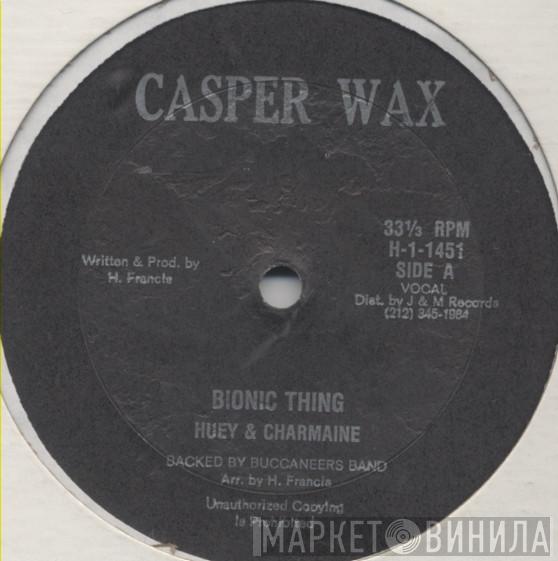 CASPER WAX
33⅓ RPM
H-1-1451
SIDE A
VOCAL
Dist. by J & M Records
(212) 345-1984
Written & Prod. by
H. Francis
BIONIC THING
HUEY & CHARMAINE
BACKED BY BUCCANEERS BAND
Arr. by H. Francis
Unauthorized Copying
Is Prohibited
МАРКЕТ ВИНИЛА